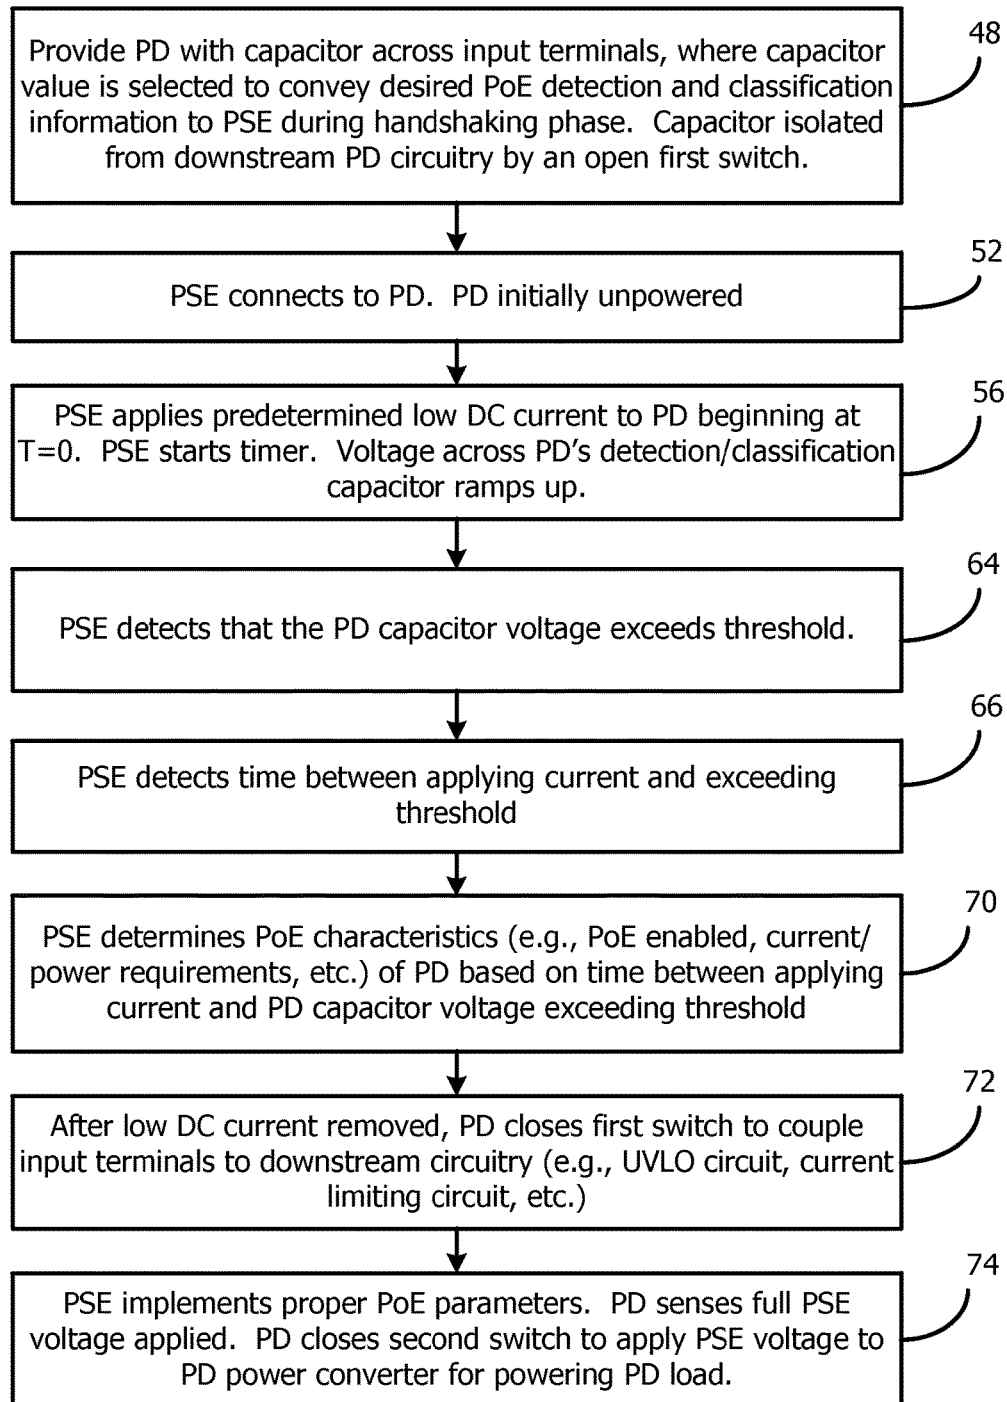 Provide PD with capacitor across input terminals, where capacitor
value is selected to convey desired PoE detection and classification
information to PSE during handshaking phase.  Capacitor isolated
from downstream PD circuitry by an open first switch.
48
PSE connects to PD.  PD initially unpowered
52
PSE applies predetermined low DC current to PD beginning at
T=0.  PSE starts timer.  Voltage across PD's detection/classification
capacitor ramps up.
56
PSE detects that the PD capacitor voltage exceeds threshold.
64
PSE detects time between applying current and exceeding
threshold
66
PSE determines PoE characteristics (e.g., PoE enabled, current/
power requirements, etc.) of PD based on time between applying
current and PD capacitor voltage exceeding threshold
70
After low DC current removed, PD closes first switch to couple
input terminals to downstream circuitry (e.g., UVLO circuit, current
limiting circuit, etc.)
72
PSE implements proper PoE parameters.  PD senses full PSE
voltage applied.  PD closes second switch to apply PSE voltage to
PD power converter for powering PD load.
74